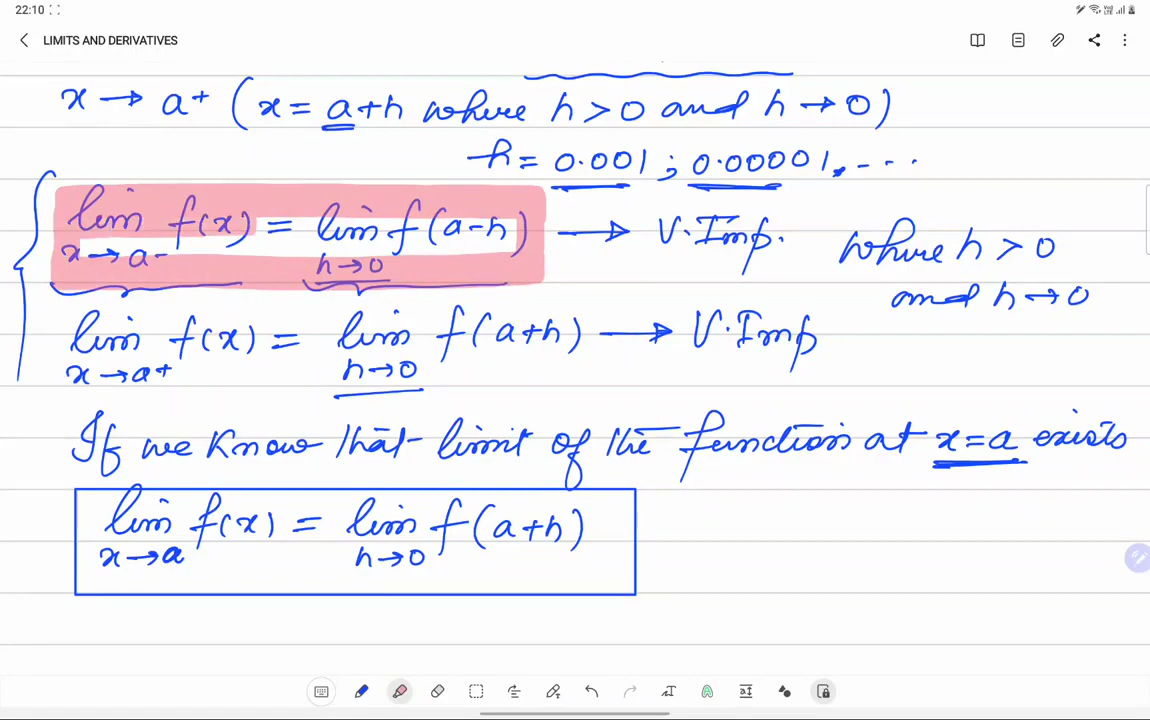 22:10
LIMITS AND DERIVATIVES
x → a+ (x = a+h where h > 0 and h → 0)
h = 0.001 ; 0.00001, - - - -
lim f(x) = lim f(a-h) → V.Imp. where h > 0
x → a- h → 0 and h → 0
lim f(x) = lim f(a+h) → V.Imp
x → a+ h → 0
If we know that limit of the function at x = a exists
lim f(x) = lim f(a+h)
x → a h → 0